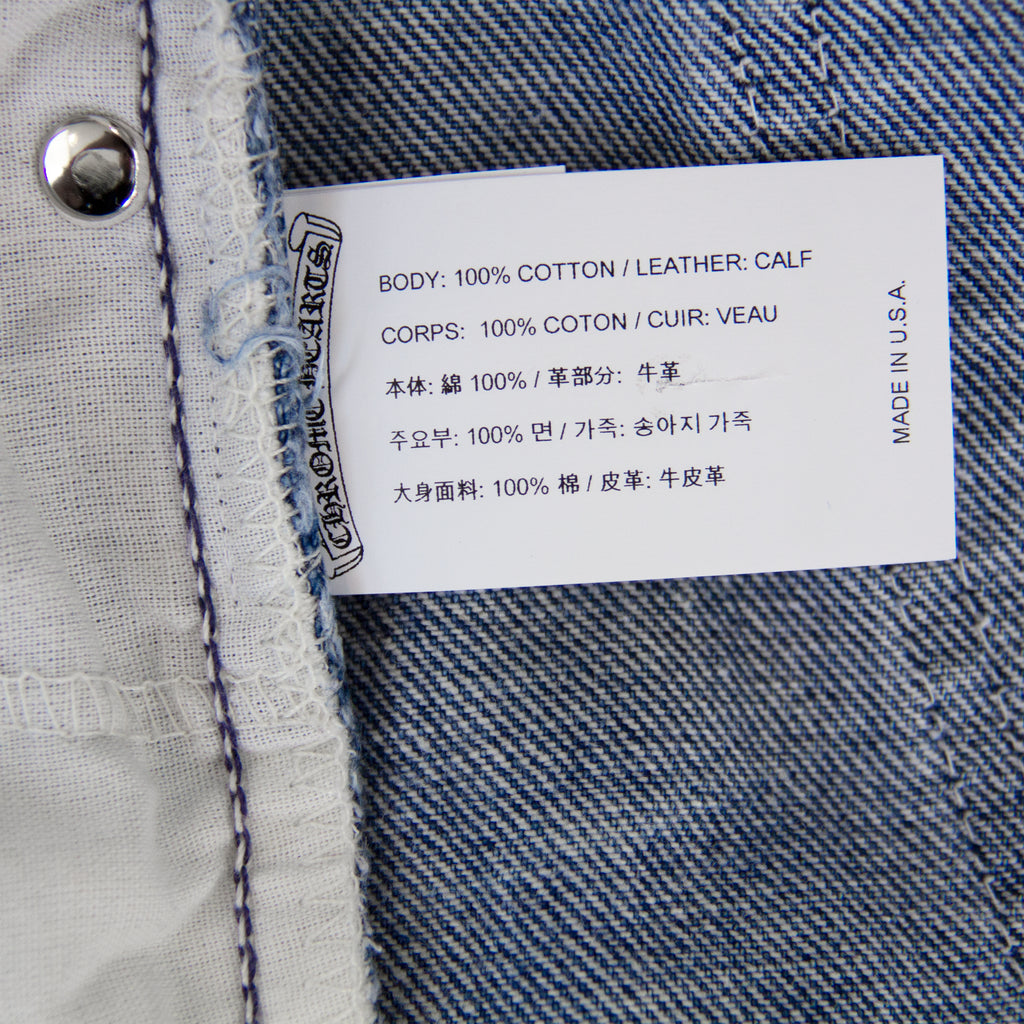 CHROME HEARTS
BODY: 100% COTTON / LEATHER: CALF
CORPS: 100% COTON / CUIR: VEAU
本体: 綿 100% / 革部分: 牛革
주요부: 100% 면 / 가죽: 송아지 가죽
大身面料: 100% 棉 / 皮革: 牛皮革
MADE IN U.S.A.